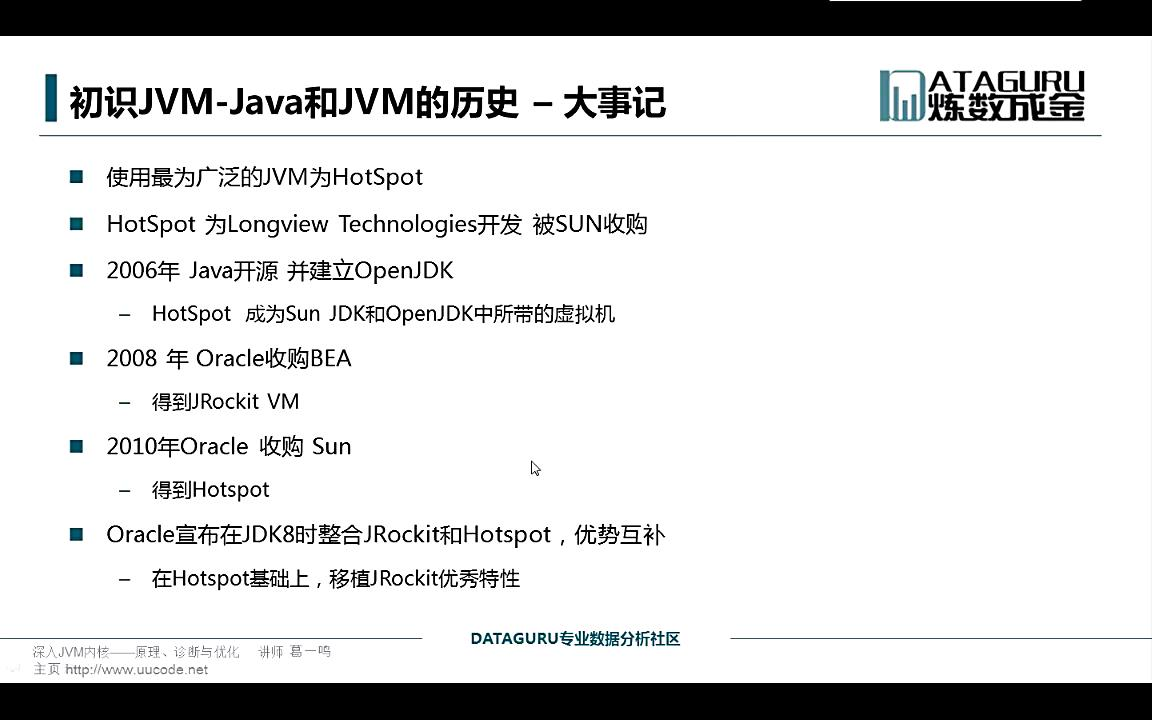 初识JVM-Java和JVM的历史 – 大事记
DATAGURU
炼数成金
■ 使用最为广泛的JVM为HotSpot
■ HotSpot 为Longview Technologies开发 被SUN收购
■ 2006年 Java开源 并建立OpenJDK
– HotSpot 成为Sun JDK和OpenJDK中所带的虚拟机
■ 2008 年 Oracle收购BEA
– 得到JRockit VM
■ 2010年Oracle 收购 Sun
– 得到Hotspot
■ Oracle宣布在JDK8时整合JRockit和Hotspot，优势互补
– 在Hotspot基础上，移植JRockit优秀特性
DATAGURU专业数据分析社区
深入JVM内核——原理、诊断与优化 讲师 葛一鸣
主页 http://www.uucode.net